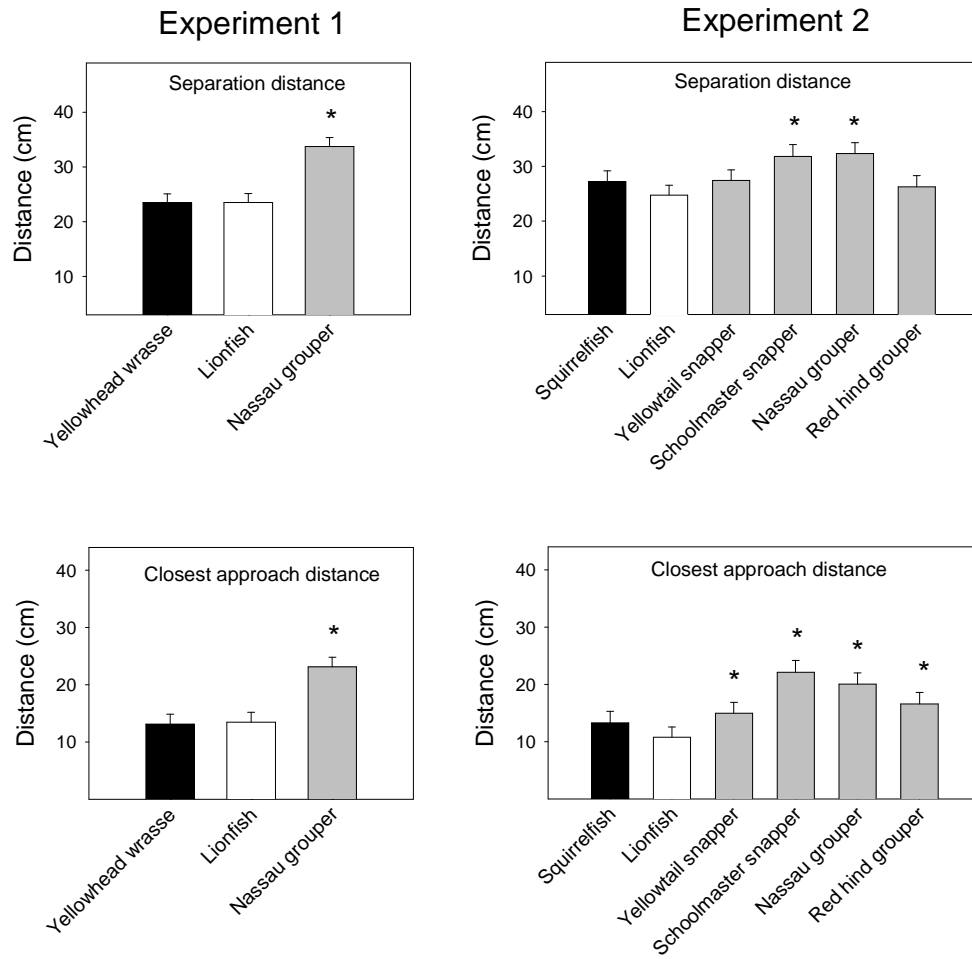 Experiment 1
Experiment 2
Separation distance
*
40
30
20
10
Distance (cm)
Yellowhead wrasse
Lionfish
Nassau grouper
Separation distance
* *
40
30
20
10
Distance (cm)
Squirrelfish
Lionfish
Yellowtail snapper
Schoolmaster snapper
Nassau grouper
Red hind grouper
Closest approach distance
*
40
30
20
10
Distance (cm)
Yellowhead wrasse
Lionfish
Nassau grouper
Closest approach distance
* * * *
40
30
20
10
Distance (cm)
Squirrelfish
Lionfish
Yellowtail snapper
Schoolmaster snapper
Nassau grouper
Red hind grouper